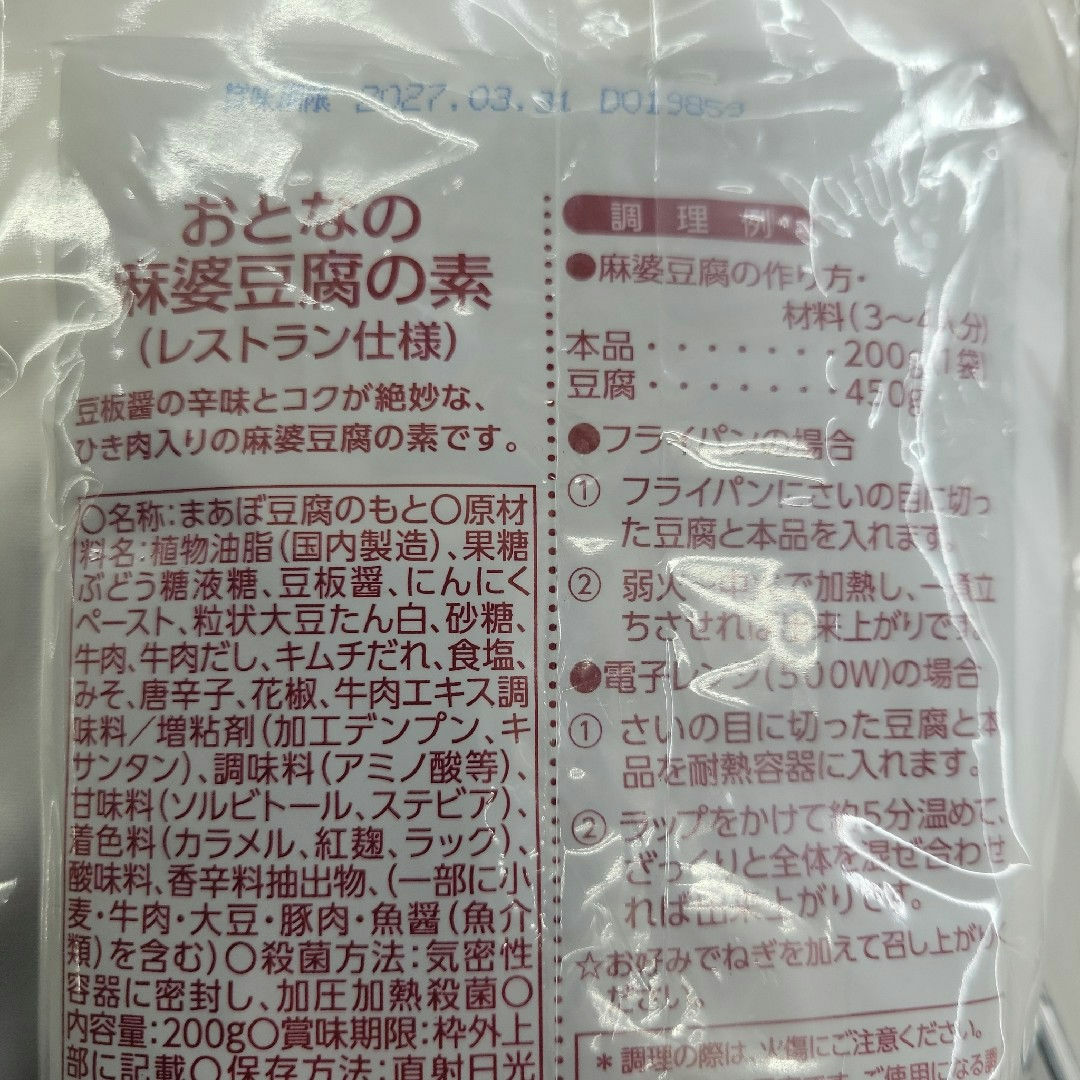 賞味期限 2027.03.31 D019859
おとなの
麻婆豆腐の素
(レストラン仕様)
豆板醤の辛味とコクが絶妙な、
ひき肉入りの麻婆豆腐の素です。
〇名称:まあぼ豆腐のもと〇原材
料名:植物油脂(国内製造)、果糖
ぶどう糖液糖、豆板醤、にんにく
ペースト、粒状大豆たん白、砂糖、
牛肉、牛肉だし、キムチだれ、食塩、
みそ、唐辛子、花椒、牛肉エキス調
味料/増粘剤(加工デンプン、キ
サンタン)、調味料(アミノ酸等)、
甘味料(ソルビトール、ステビア)、
着色料(カラメル、紅麹、ラック)、
酸味料、香辛料抽出物、(一部に小
麦・牛肉・大豆・豚肉・魚醤(魚介
類)を含む)〇殺菌方法:気密性
容器に密封し、加圧加熱殺菌〇
内容量:200g〇賞味期限:枠外上
部に記載〇保存方法:直射日光
調理例
●麻婆豆腐の作り方・
材料(3〜4人分)
本品・・・・・・・200g(1袋)
豆腐・・・・・・・450g
●フライパンの場合
① フライパンにさいの目に切っ
た豆腐と本品を入れます。
② 弱火〜中火で加熱し、一煮立
ちさせれば出来上がりです。
●電子レンジ(500W)の場合
① さいの目に切った豆腐と本
品を耐熱容器に入れます。
② ラップをかけて約5分温めて、
ざっくりと全体を混ぜ合わせ
れば出来上がりです。
☆お好みでねぎを加えて召し上がり
ださい。
*調理の際は、火傷にご注意ください。
ご使用になる